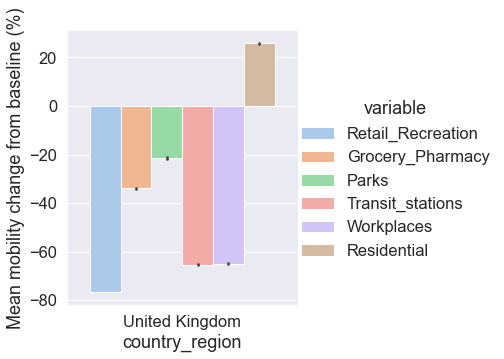 Mean mobility change from baseline (%)
20
0
−20
−40
−60
−80
United Kingdom
country_region
variable
Retail_Recreation
Grocery_Pharmacy
Parks
Transit_stations
Workplaces
Residential